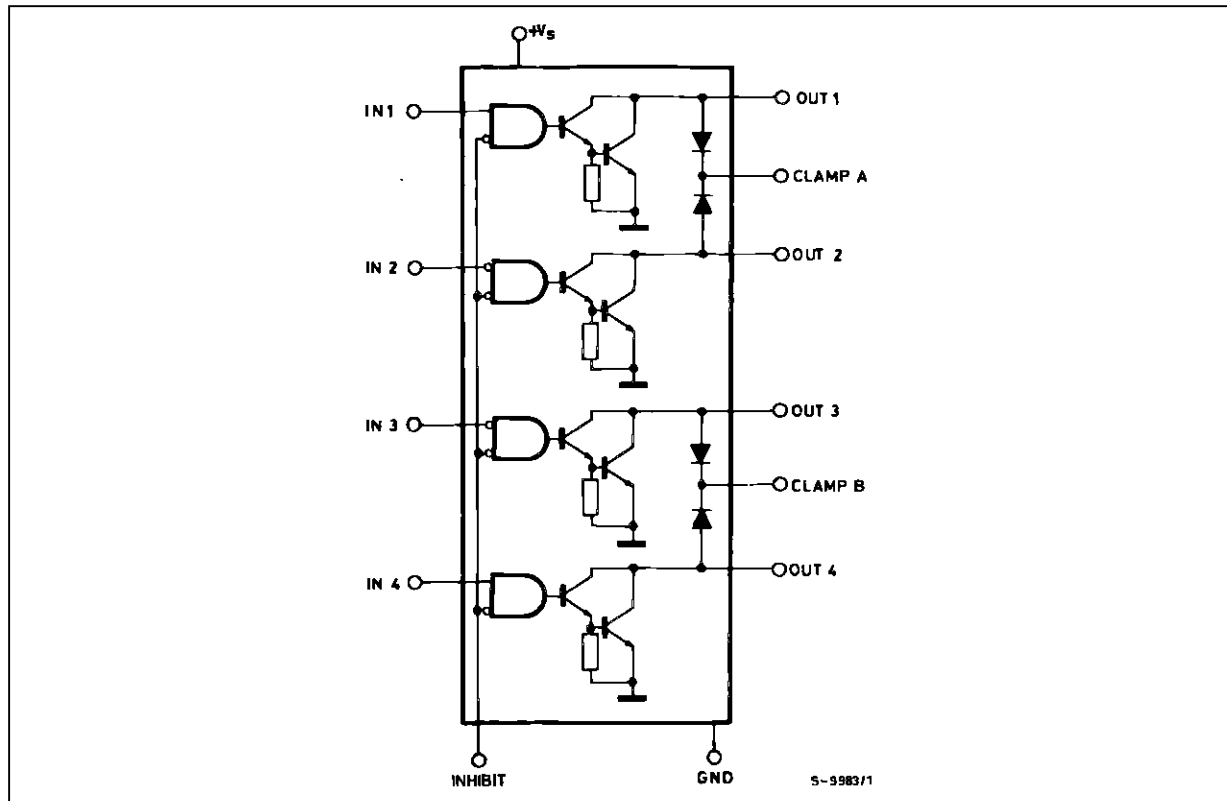 +Vs
IN1
OUT 1
CLAMP A
IN 2
OUT 2
IN 3
OUT 3
CLAMP B
IN 4
OUT 4
INHIBIT
GND
S-5983/1